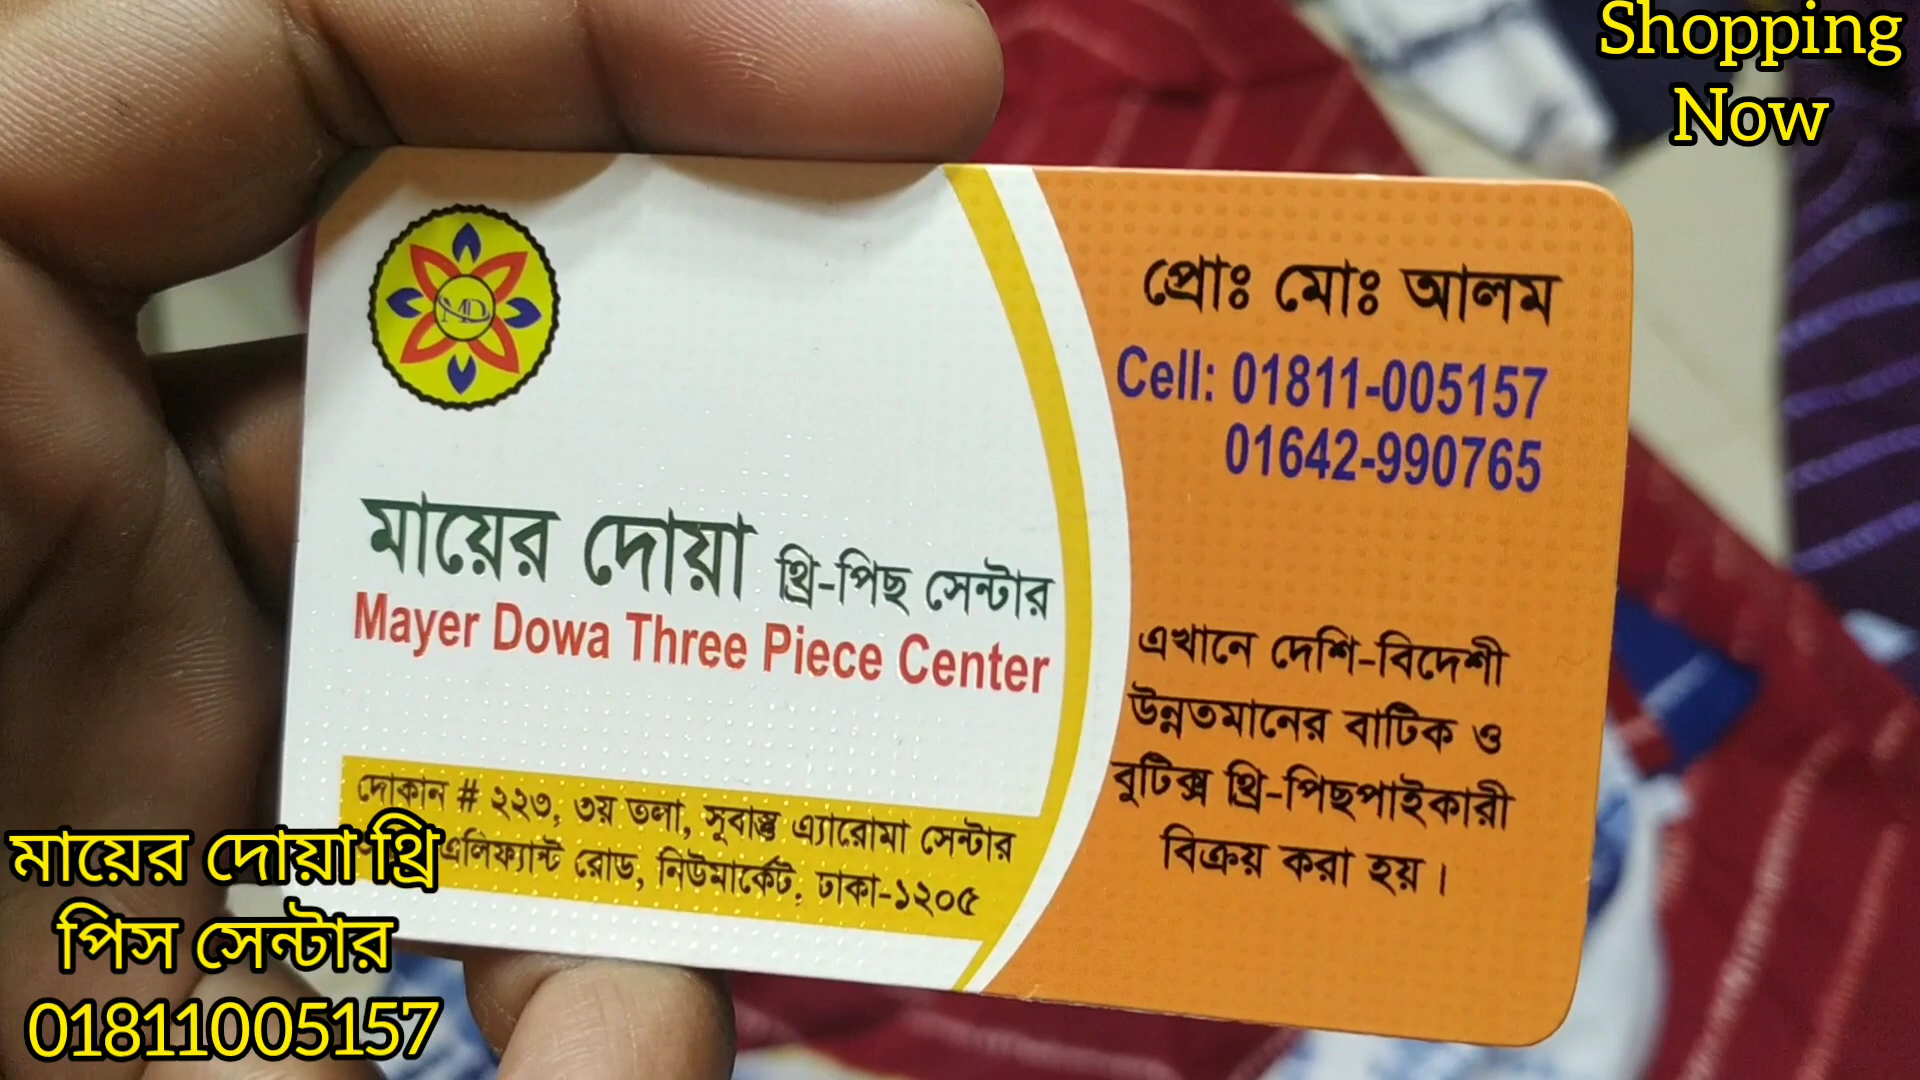 Shopping
Now
MD
প্রোঃ মোঃ আলম
Cell: 01811-005157
01642-990765
মায়ের দোয়া থ্রি-পিছ সেন্টার
Mayer Dowa Three Piece Center
এখানে দেশি-বিদেশী
উন্নতমানের বাটিক ও
বুটিক্স থ্রি-পিছপাইকারী
বিক্রয় করা হয়।
দোকান # ২২৩, ৩য় তলা, সুবাস্তু এ্যারোমা সেন্টার
এলিফ্যান্ট রোড, নিউমার্কেট, ঢাকা-১২০৫
মায়ের দোয়া থ্রি
পিস সেন্টার
01811005157